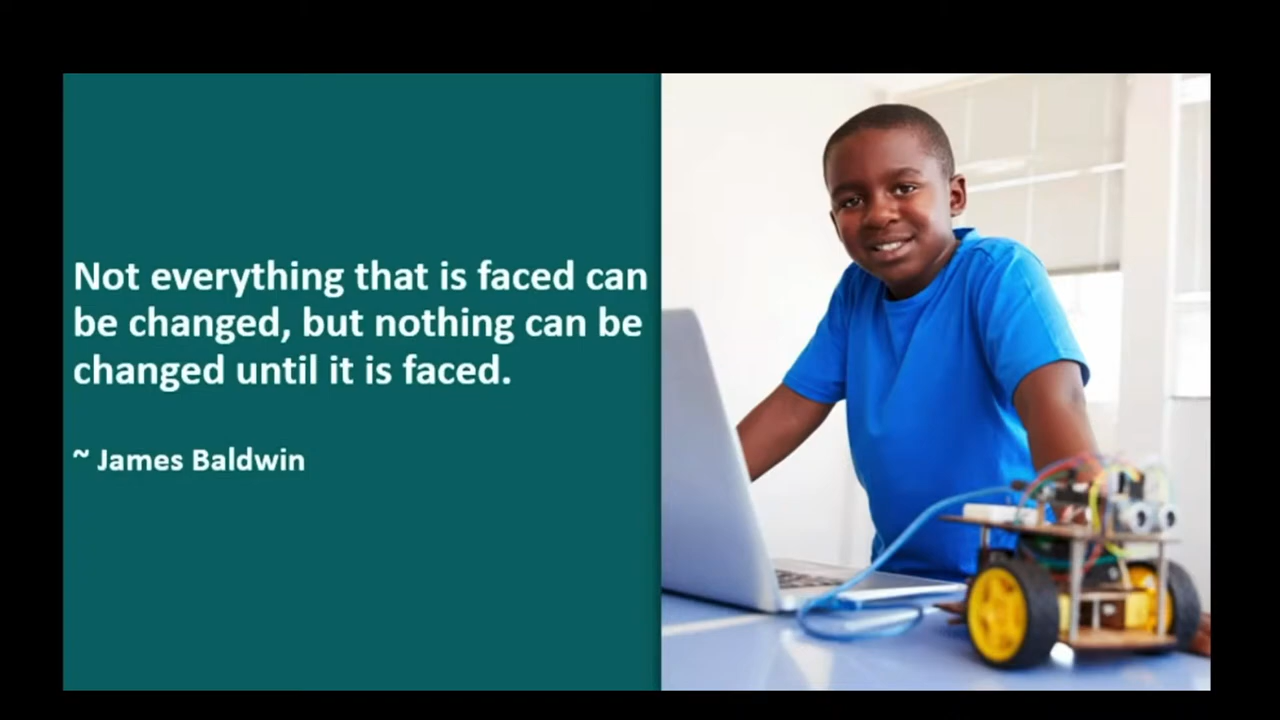 Not everything that is faced can
be changed, but nothing can be
changed until it is faced.
~ James Baldwin